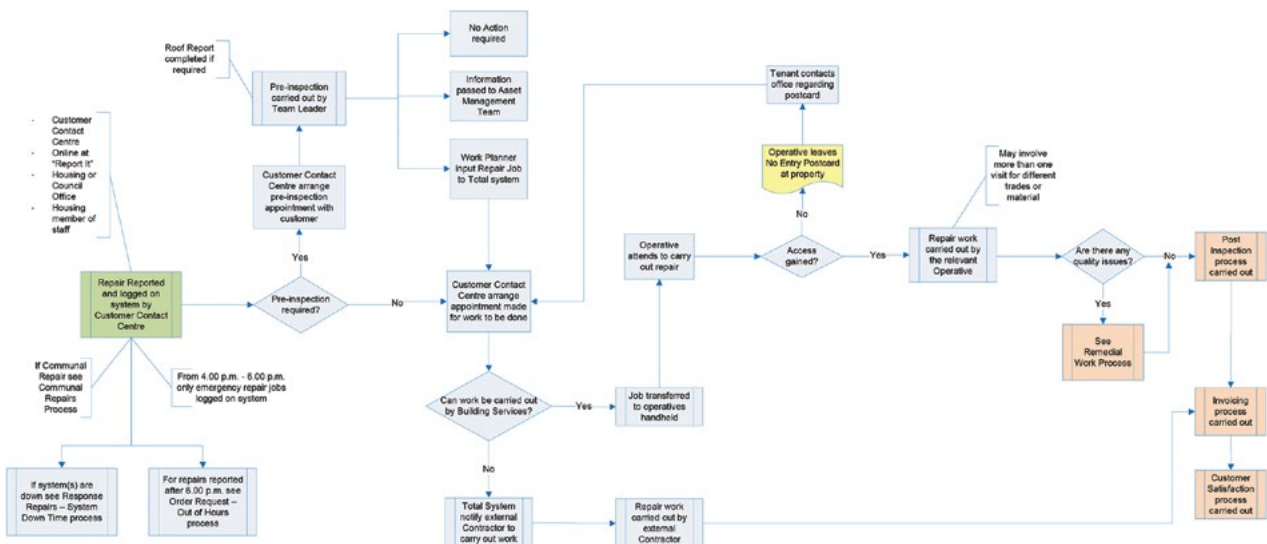 No Action
required
Roof Report
completed if
required
Pre-inspection
carried out by
Team Leader
Information
passed to Asset
Management
Team
Tenant contacts
office regarding
postcard
- Customer
Contact
Centre
- Online at
"Report It"
- Housing or
Council
Office
- Housing
member of
staff
Customer Contact
Centre arrange
pre-inspection
appointment with
customer
Work Planner
Input Repair Job
to Total system
Operative leaves
No Entry Postcard
at property
May involve
more than one
visit for different
trades or
material
No
Yes
Operative
attends to carry
out repair
Access
gained?
Yes
Repair work
carried out by
the relevant
Operative
Are there any
quality issues?
No
Post
Inspection
process
carried out
Repair Reported
and logged on
system by
Customer Contact
Centre
Pre-inspection
required?
No
Customer Contact
Centre arrange
appointment made
for work to be done
Yes
See
Remedial
Work Process
If Communal
Repair see
Communal
Repairs
Process
From 4.00 p.m. - 6.00 p.m.
only emergency repair jobs
logged on system
Can work be carried out
by Building Services?
Yes
Job transferred
to operatives
handheld
Invoicing
process
carried out
No
If system(s) are
down see Response
Repairs – System
Down Time process
For repairs reported
after 6.00 p.m. see
Order Request –
Out of Hours
process
Total System
notify external
Contractor to
carry out work
Repair work
carried out by
external
Contractor
Customer
Satisfaction
process
carried out